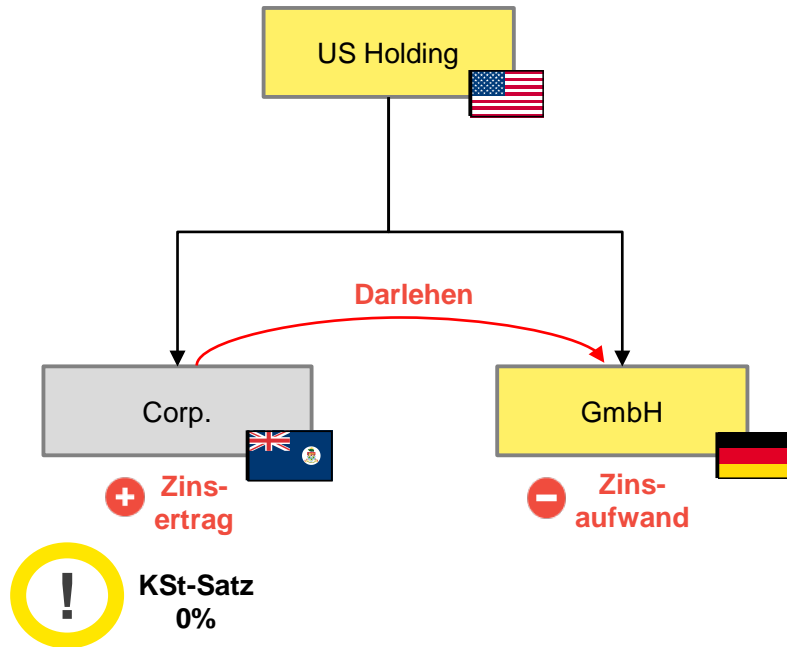 US Holding
Darlehen
Corp.
GmbH
Zins-
ertrag
Zins-
aufwand
!
KSt-Satz
0%